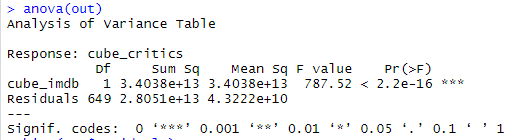 > anova(out)
Analysis of Variance Table

Response: cube_critics
           Df     Sum Sq    Mean Sq F value    Pr(>F)
cube_imdb   1 3.4038e+13 3.4038e+13  787.52 < 2.2e-16 ***
Residuals 649 2.8051e+13 4.3222e+10
---
Signif. codes:  0 ‘***’ 0.001 ‘**’ 0.01 ‘*’ 0.05 ‘.’ 0.1 ‘ ’ 1